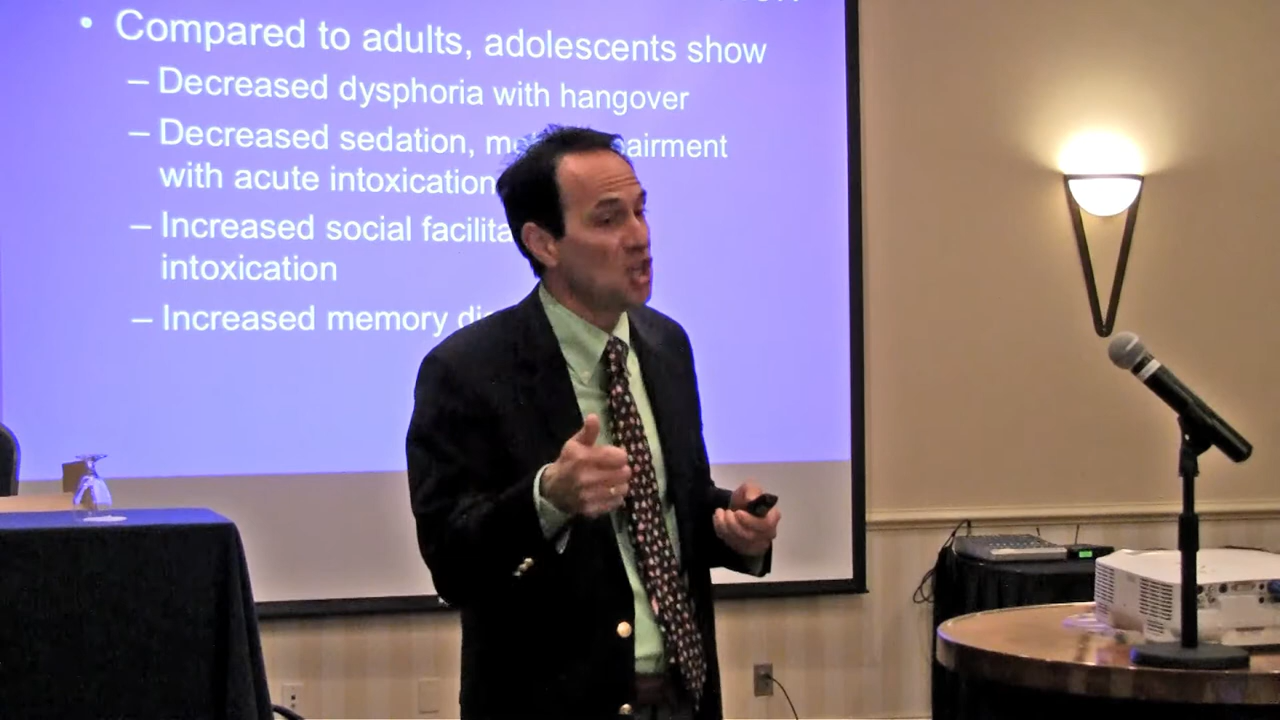 • Compared to adults, adolescents show
– Decreased dysphoria with hangover
– Decreased sedation,
with acute intoxication
– Increased social
intoxication
– Increased memory